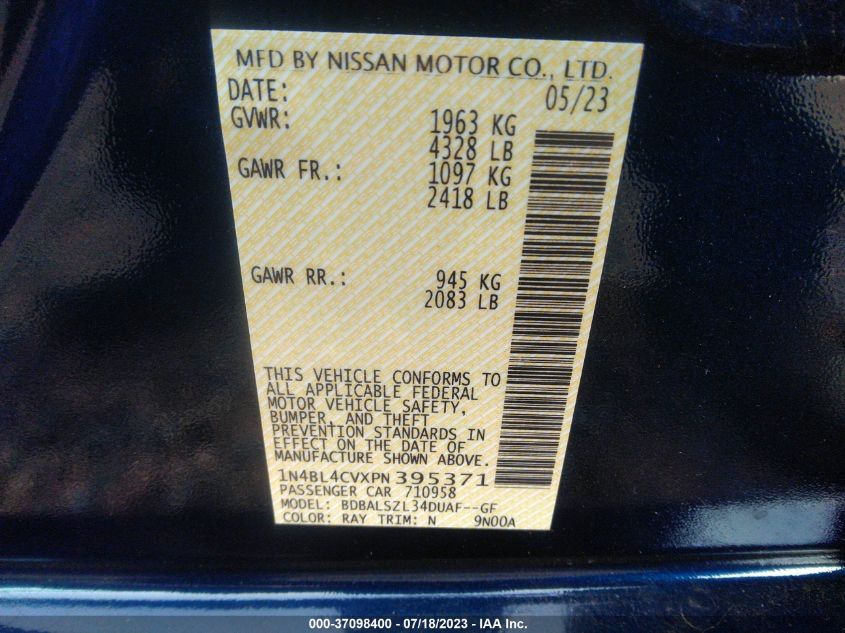 MFD BY NISSAN MOTOR CO., LTD.
DATE: 05/23
GVWR: 1963 KG
4328 LB
GAWR FR.: 1097 KG
2418 LB
GAWR RR.: 945 KG
2083 LB
THIS VEHICLE CONFORMS TO
ALL APPLICABLE FEDERAL
MOTOR VEHICLE SAFETY,
BUMPER, AND THEFT
PREVENTION STANDARDS IN
EFFECT ON THE DATE OF
MANUFACTURE SHOWN ABOVE.
1N4BL4CVXPN395371
PASSENGER CAR 710958
MODEL: BDBALSZL34DUAF--GF
COLOR: RAY TRIM: N 9N00A
000-37098400 - 07/18/2023 - IAA Inc.